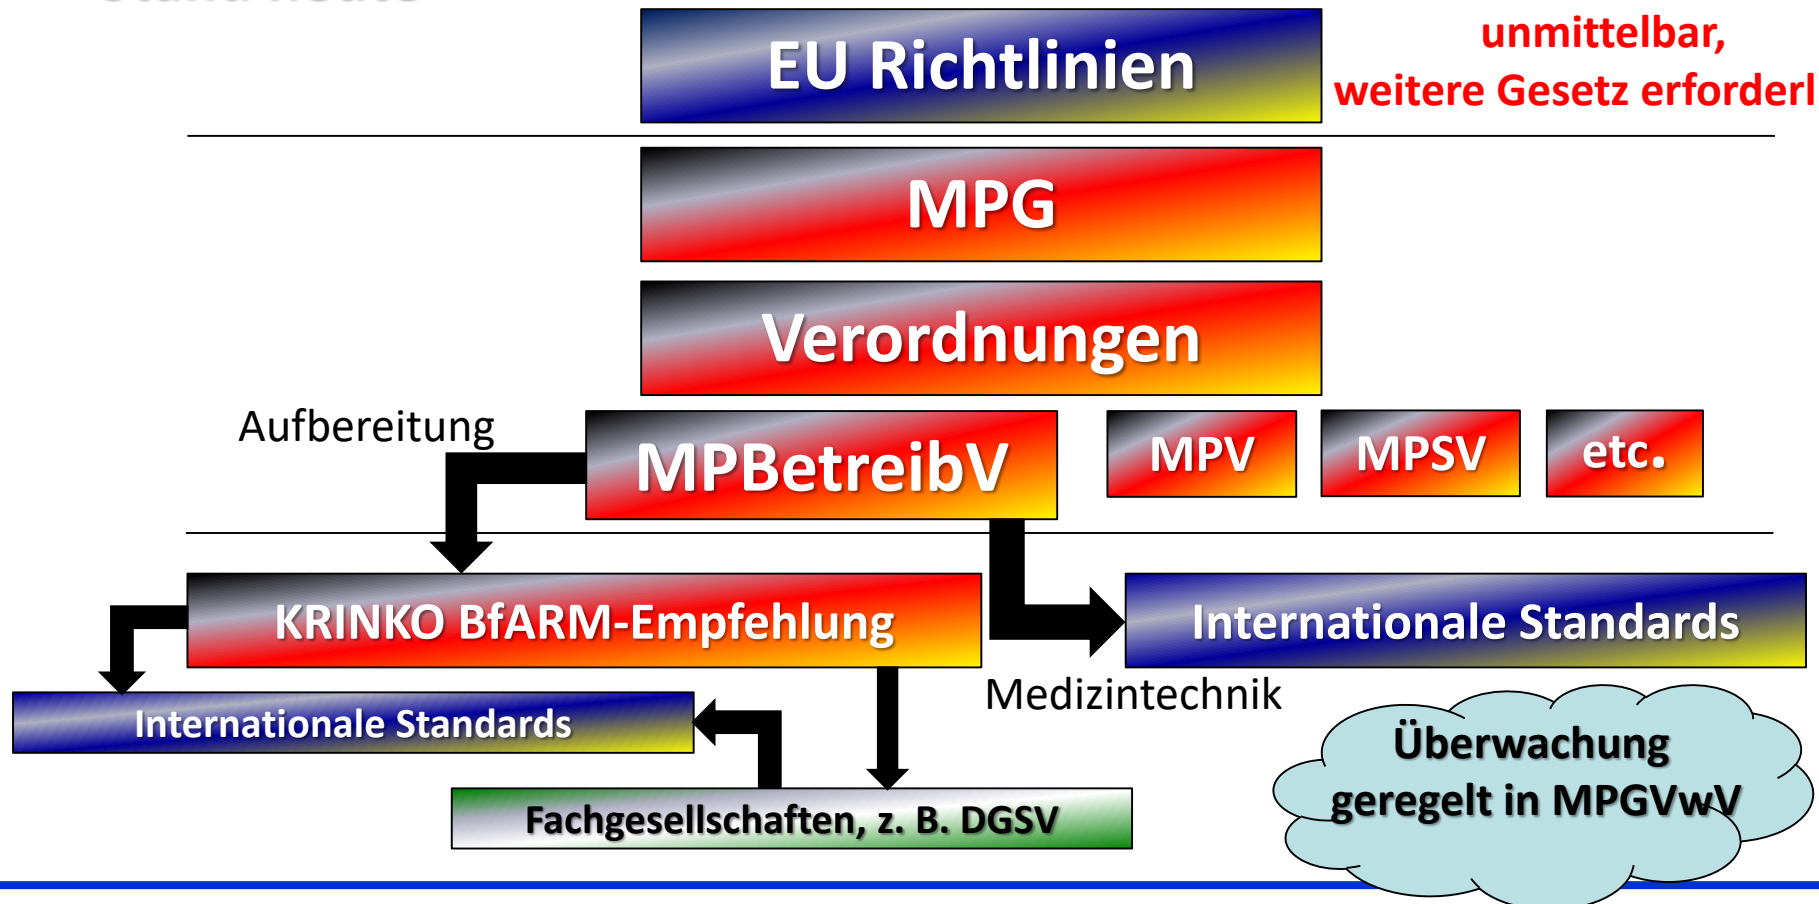 EU Richtlinien
unmittelbar,
weitere Gesetz erforderl
MPG
Verordnungen
Aufbereitung
MPBetreibV
MPV
MPSV
etc.
KRINKO BfARM-Empfehlung
Internationale Standards
Medizintechnik
Internationale Standards
Überwachung
geregelt in MPGVwV
Fachgesellschaften, z. B. DGSV